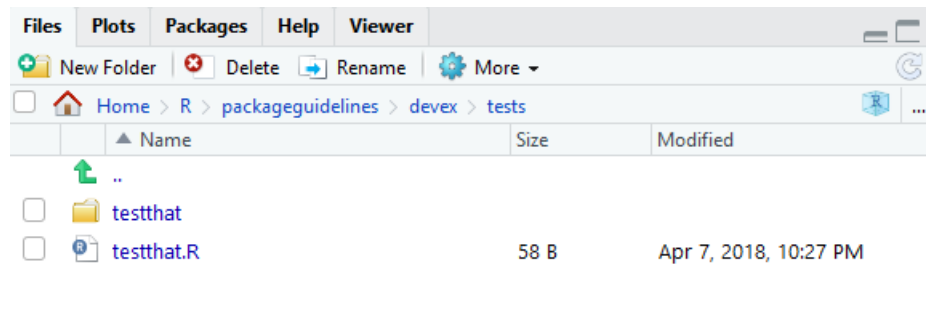 Files Plots Packages Help Viewer
New Folder Delete Rename More
Home > R > packageguidelines > devex > tests R ...
Name Size Modified
..
testthat
R testthat.R 58 B Apr 7, 2018, 10:27 PM